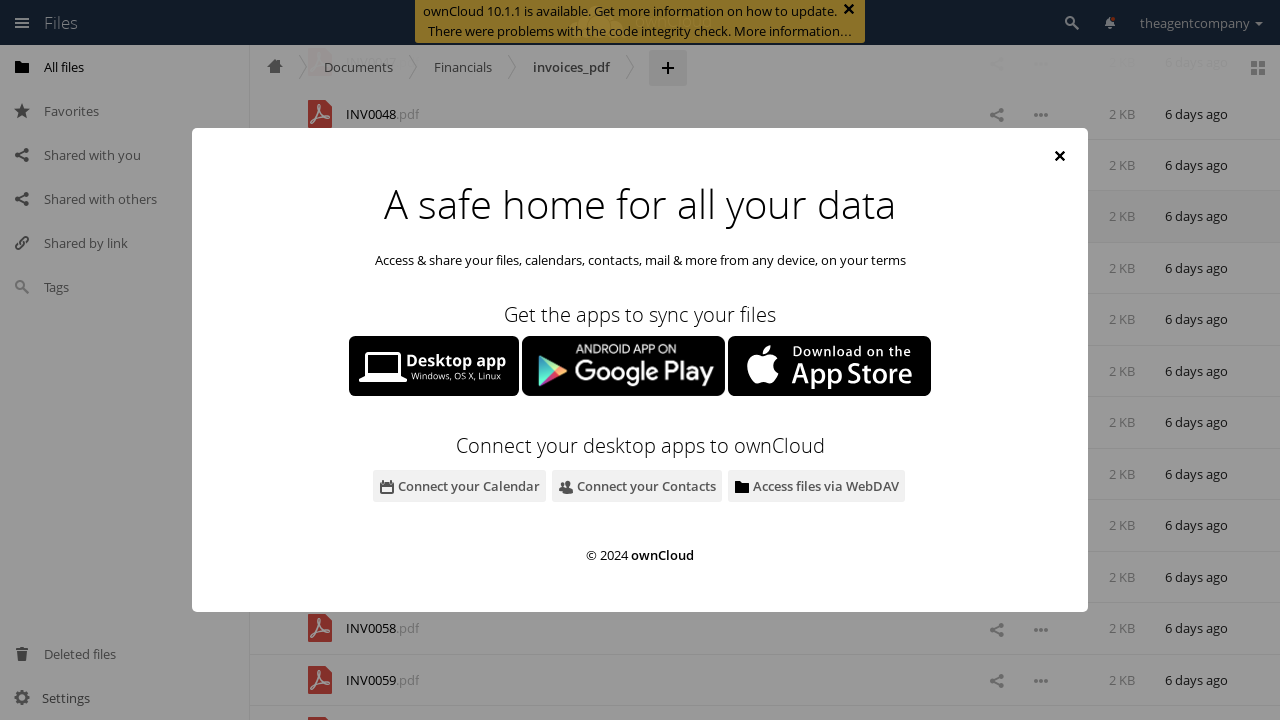 Files
ownCloud 10.1.1 is available. Get more information on how to update.
There were problems with the code integrity check. More information…
theagentcompany
All files
Documents
Financials
invoices_pdf
6 days ago
Favorites
INV0048.pdf
2 KB
6 days ago
Shared with you
2 KB
6 days ago
A safe home for all your data
Shared with others
2 KB
6 days ago
Shared by link
Access & share your files, calendars, contacts, mail & more from any device, on your terms
2 KB
6 days ago
Tags
Get the apps to sync your files
2 KB
6 days ago
Desktop app
Windows, OS X, Linux
ANDROID APP ON
Google Play
Download on the
App Store
2 KB
6 days ago
2 KB
6 days ago
Connect your desktop apps to ownCloud
2 KB
6 days ago
Connect your Calendar
Connect your Contacts
Access files via WebDAV
2 KB
6 days ago
© 2024 ownCloud
2 KB
6 days ago
2 KB
6 days ago
INV0058.pdf
2 KB
6 days ago
Deleted files
INV0059.pdf
2 KB
6 days ago
Settings